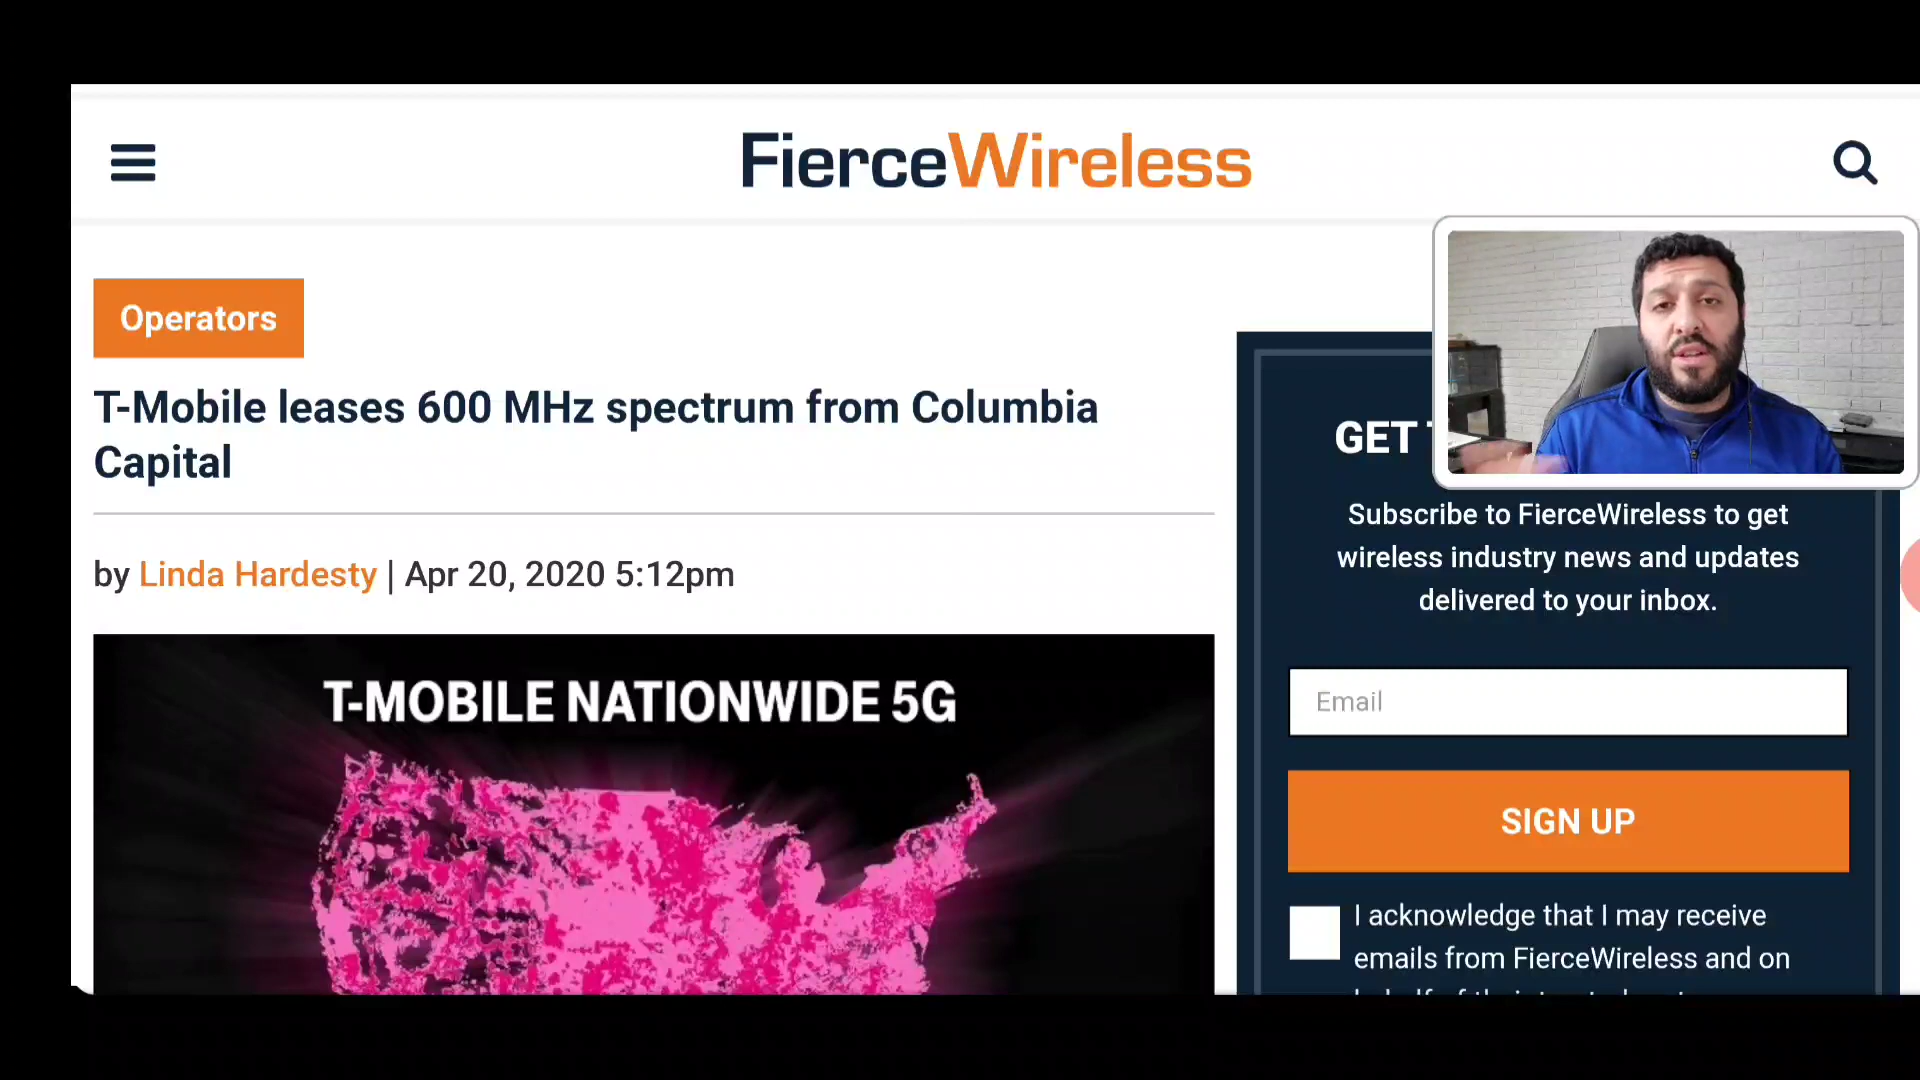 FierceWireless
Operators
T-Mobile leases 600 MHz spectrum from Columbia
Capital
by Linda Hardesty | Apr 20, 2020 5:12pm
T-MOBILE NATIONWIDE 5G
GET
Subscribe to FierceWireless to get
wireless industry news and updates
delivered to your inbox.
Email
SIGN UP
I acknowledge that I may receive
emails from FierceWireless and on